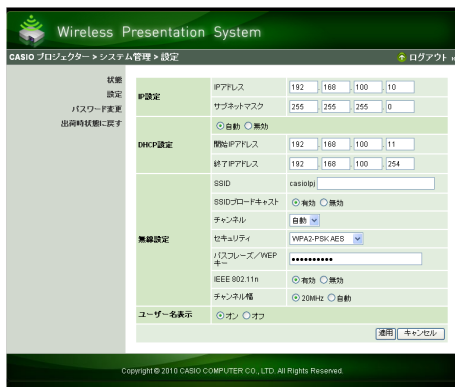 Wireless Presentation System
CASIO プロジェクター > システム管理 > 設定
ログアウト
状態
設定
パスワード変更
出荷時状態に戻す
IP設定
IPアドレス 192 . 168 . 100 . 10
サブネットマスク 255 . 255 . 255 . 0
DHCP設定
自動 無効
開始IPアドレス 192 . 168 . 100 . 11
終了IPアドレス 192 . 168 . 100 . 254
無線設定
SSID casiolpj
SSIDブロードキャスト 有効 無効
チャンネル 自動
セキュリティ WPA2-PSK AES
パスフレーズ/WEP
キー ●●●●●●●●●●
IEEE 802.11n 有効 無効
チャンネル幅 20MHz 自動
ユーザー名表示 オン オフ
適用 キャンセル
Copyright © 2010 CASIO COMPUTER CO., LTD. All Rights Reserved.